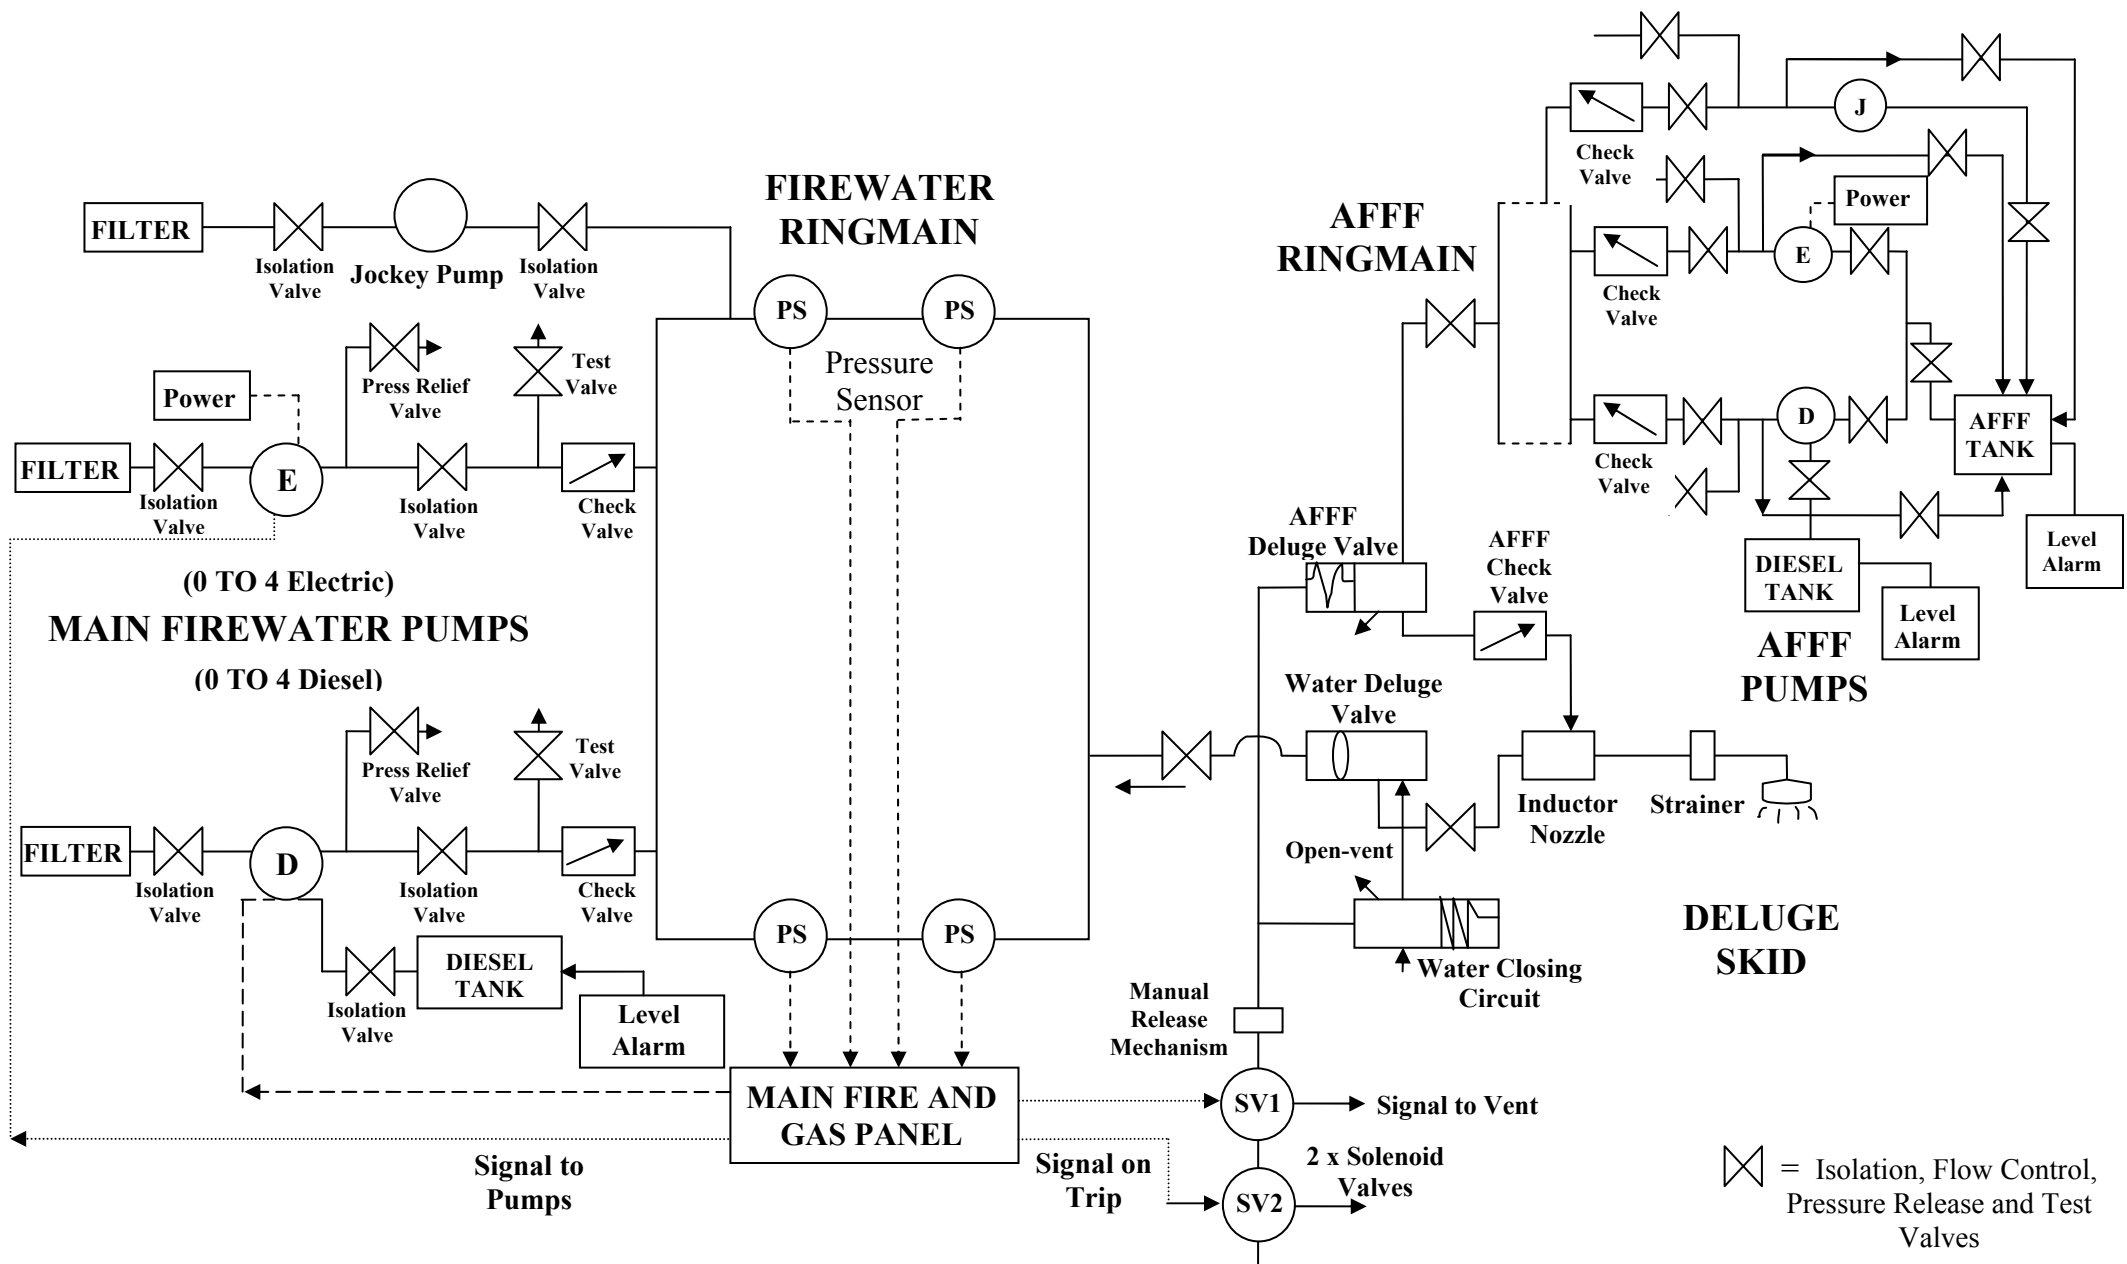 FIREWATER
RINGMAIN
FILTER
Isolation
Valve
Jockey Pump
Isolation
Valve
PS
PS
Pressure
Sensor
Power
Press Relief
Valve
Test
Valve
FILTER
Isolation
Valve
E
Isolation
Valve
Check
Valve
(0 TO 4 Electric)
MAIN FIREWATER PUMPS
(0 TO 4 Diesel)
Press Relief
Valve
Test
Valve
FILTER
Isolation
Valve
D
Isolation
Valve
Check
Valve
PS
PS
Isolation
Valve
DIESEL
TANK
Level
Alarm
MAIN FIRE AND
GAS PANEL
Signal to
Pumps
Signal on
Trip
AFFF
RINGMAIN
Check
Valve
J
Power
Check
Valve
E
Check
Valve
D
AFFF
TANK
Level
Alarm
DIESEL
TANK
Level
Alarm
AFFF
PUMPS
AFFF
Deluge Valve
AFFF
Check
Valve
Water Deluge
Valve
Inductor
Nozzle
Strainer
Open-vent
Water Closing
Circuit
DELUGE
SKID
Manual
Release
Mechanism
SV1
Signal to Vent
2 x Solenoid
Valves
SV2
= Isolation, Flow Control,
Pressure Release and Test
Valves